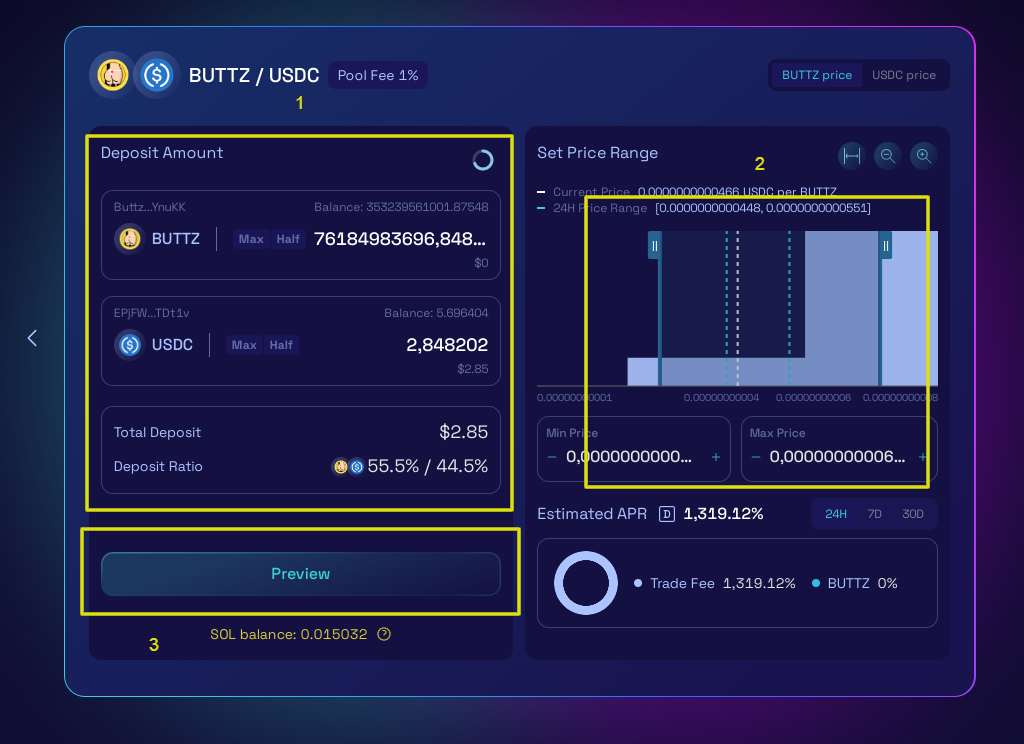 BUTTZ / USDC Pool Fee 1%
BUTTZ price USDC price
1
Deposit Amount
Buttz...YnuKK Balance: 353239561001.87548
BUTTZ Max Half 76184983696,848...
$0
EPjFW...TDt1v Balance: 5.696404
USDC Max Half 2,848202
$2.85
Total Deposit $2.85
Deposit Ratio 55.5% / 44.5%
Preview
SOL balance: 0.015032
3
Set Price Range
2
Current Price 0.0000000000466 USDC per BUTTZ
24H Price Range [0.0000000000448, 0.0000000000551]
0.00000000001 0.00000000004 0.00000000006 0.00000000008
Min Price
− 0,0000000000... +
Max Price
− 0,00000000006... +
Estimated APR D 1,319.12% 24H 7D 30D
Trade Fee 1,319.12% BUTTZ 0%